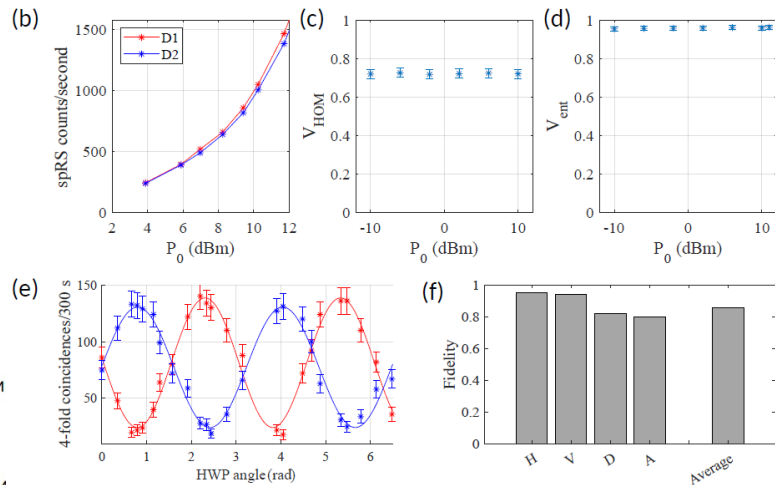 (b)
spRS counts/second
1500
1000
500
0
D1
D2
2 4 6 8 10 12
P0 (dBm)
(c)
V_HOM
1
0.8
0.6
0.4
0.2
0
-10 0 10
P0 (dBm)
(d)
V_ent
1
0.8
0.6
0.4
0.2
0
-10 0 10
P0 (dBm)
(e)
4-fold coincidences/300 s
150
100
50
0 1 2 3 4 5 6
HWP angle (rad)
(f)
Fidelity
1
0.8
0.6
0.4
0.2
0
H V D A Average